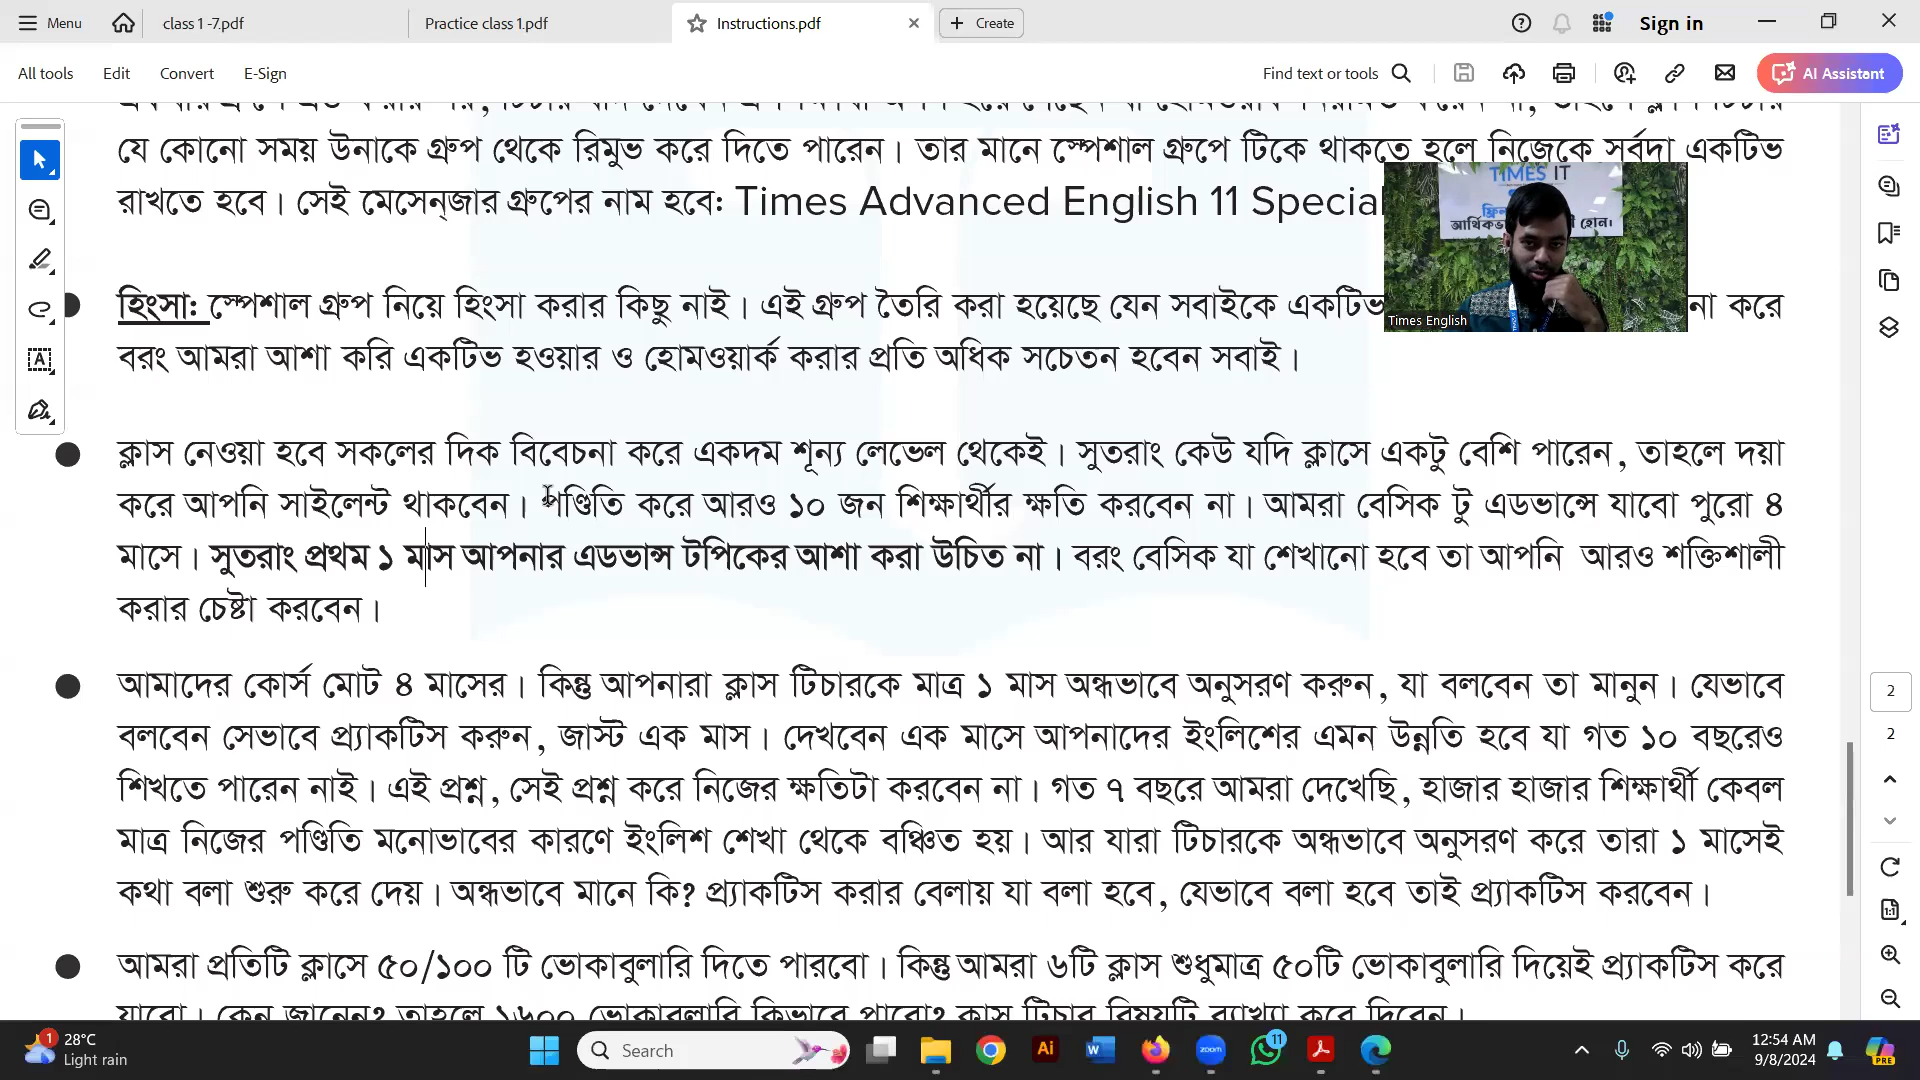 Menu
class 1 -7.pdf
Practice class 1.pdf
Instructions.pdf
Create
Sign in
All tools
Edit
Convert
E-Sign
Find text or tools
AI Assistant
যে কোনো সময় উনাকে গ্রুপ থেকে রিমুভ করে দিতে পারেন। তার মানে স্পেশাল গ্রুপে টিকে থাকতে হলে নিজেকে সর্বদা একটিভ
রাখতে হবে। সেই মেসেন্‌জার গ্রুপের নাম হবেঃ Times Advanced English 11 Special
TIMES IT
Times English
হিংসা: স্পেশাল গ্রুপ নিয়ে হিংসা করার কিছু নাই। এই গ্রুপ তৈরি করা হয়েছে যেন সবাইকে একটিভ না করে
বরং আমরা আশা করি একটিভ হওয়ার ও হোমওয়ার্ক করার প্রতি অধিক সচেতন হবেন সবাই।
ক্লাস নেওয়া হবে সকলের দিক বিবেচনা করে একদম শূন্য লেভেল থেকেই। সুতরাং কেউ যদি ক্লাসে একটু বেশি পারেন, তাহলে দয়া
করে আপনি সাইলেন্ট থাকবেন। পণ্ডিতি করে আরও ১০ জন শিক্ষার্থীর ক্ষতি করবেন না। আমরা বেসিক টু এডভান্সে যাবো পুরো ৪
মাসে। সুতরাং প্রথম ১ মাস আপনার এডভান্স টপিকের আশা করা উচিত না। বরং বেসিক যা শেখানো হবে তা আপনি আরও শক্তিশালী
করার চেষ্টা করবেন।
আমাদের কোর্স মোট ৪ মাসের। কিন্তু আপনারা ক্লাস টিচারকে মাত্র ১ মাস অন্ধভাবে অনুসরণ করুন, যা বলবেন তা মানুন। যেভাবে
বলবেন সেভাবে প্র্যাকটিস করুন, জাস্ট এক মাস। দেখবেন এক মাসে আপনাদের ইংলিশের এমন উন্নতি হবে যা গত ১০ বছরেও
শিখতে পারেন নাই। এই প্রশ্ন, সেই প্রশ্ন করে নিজের ক্ষতিটা করবেন না। গত ৭ বছরে আমরা দেখেছি, হাজার হাজার শিক্ষার্থী কেবল
মাত্র নিজের পণ্ডিতি মনোভাবের কারণে ইংলিশ শেখা থেকে বঞ্চিত হয়। আর যারা টিচারকে অন্ধভাবে অনুসরণ করে তারা ১ মাসেই
কথা বলা শুরু করে দেয়। অন্ধভাবে মানে কি? প্র্যাকটিস করার বেলায় যা বলা হবে, যেভাবে বলা হবে তাই প্র্যাকটিস করবেন।
আমরা প্রতিটি ক্লাসে ৫০/১০০ টি ভোকাবুলারি দিতে পারবো। কিন্তু আমরা ৬টি ক্লাস শুধুমাত্র ৫০টি ভোকাবুলারি দিয়েই প্র্যাকটিস করে
যাবো। কেন জানেন? তাহলে ১৬০০ ভোকাবুলারি কিভাবে পারবো? ক্লাস টিচার বিষয়টি ব্যাখ্যা করে দিবেন।
2
2
1
28°C
Light rain
Search
11
12:54 AM
9/8/2024